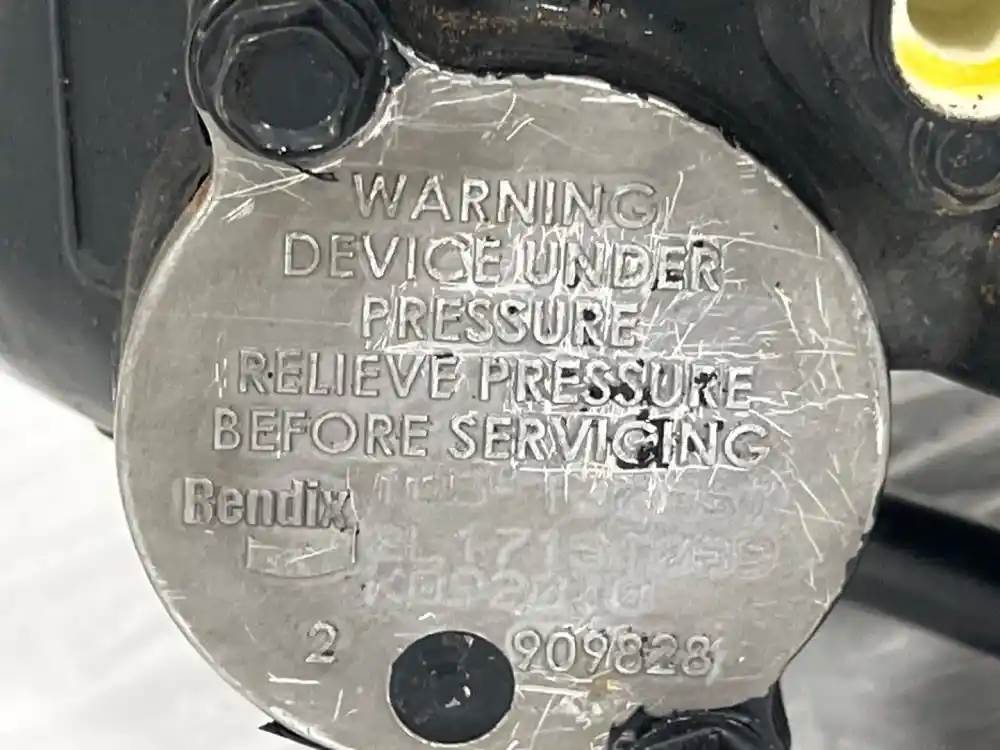 WARNING
DEVICE UNDER
PRESSURE
RELIEVE PRESSURE
BEFORE SERVICING
Bendix
2 909828